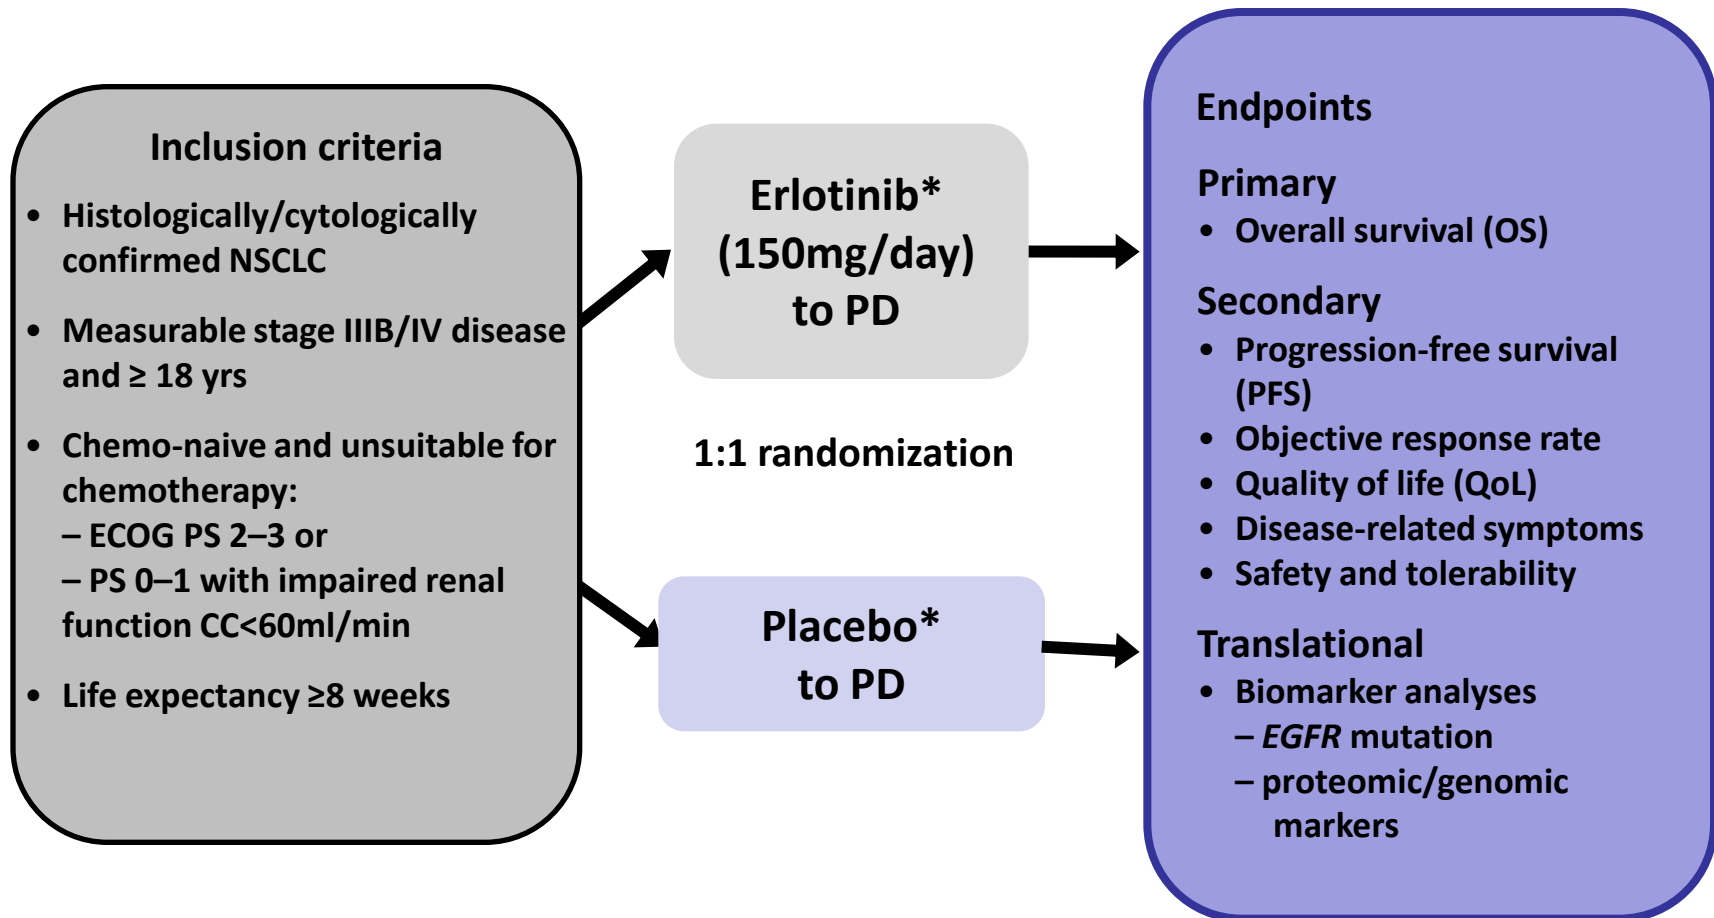 Inclusion criteria
• Histologically/cytologically
confirmed NSCLC
• Measurable stage IIIB/IV disease
and ≥ 18 yrs
• Chemo-naive and unsuitable for
chemotherapy:
– ECOG PS 2–3 or
– PS 0–1 with impaired renal
function CC<60ml/min
• Life expectancy ≥8 weeks
Erlotinib*
(150mg/day)
to PD
1:1 randomization
Placebo*
to PD
Endpoints
Primary
• Overall survival (OS)
Secondary
• Progression-free survival
(PFS)
• Objective response rate
• Quality of life (QoL)
• Disease-related symptoms
• Safety and tolerability
Translational
• Biomarker analyses
– EGFR mutation
– proteomic/genomic
markers